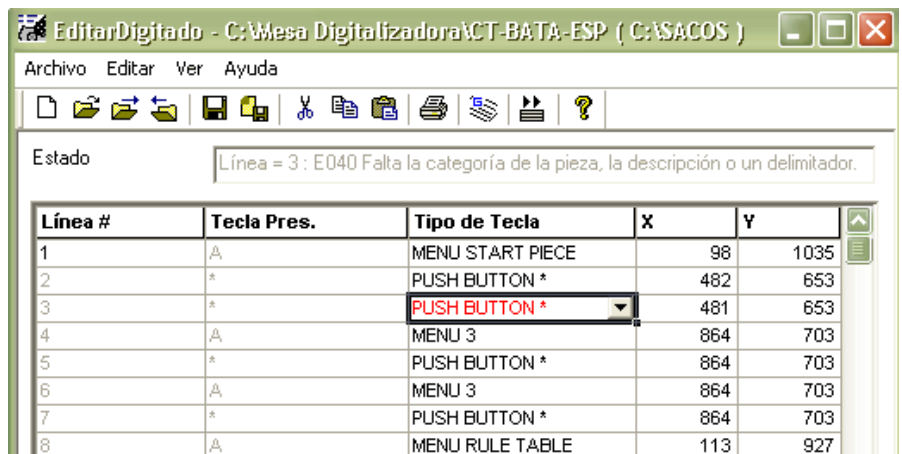 EditarDigitado - C:\Mesa Digitalizadora\CT-BATA-ESP ( C:\SACOS )
Archivo Editar Ver Ayuda
Estado Línea = 3 : E040 Falta la categoría de la pieza, la descripción o un delimitador.
Línea # Tecla Pres. Tipo de Tecla X Y
1 A MENU START PIECE 98 1035
2 * PUSH BUTTON * 482 653
3 * PUSH BUTTON * 481 653
4 A MENU 3 864 703
5 * PUSH BUTTON * 864 703
6 A MENU 3 864 703
7 * PUSH BUTTON * 864 703
8 A MENU RULE TABLE 113 927